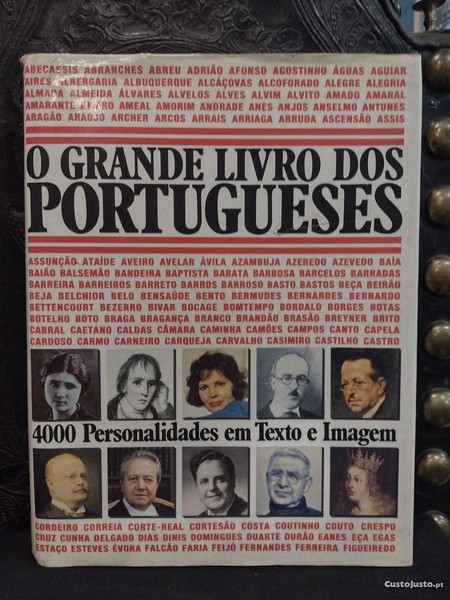 ABECASSIS ABRANCHES ABREU ADRIÃO AFONSO AGOSTINHO ÁGUAS AGUIAR
AIRES ALBERGARIA ALBUQUERQUE ALCÁÇOVAS ALCOFORADO ALEGRE ALEGRIA
ALMADA ALMEIDA ÁLVARES ALVELOS ALVES ALVIM ALVITO AMADO AMARAL
AMARANTE AMARO AMEAL AMORIM ANDRADE ANES ANJOS ANSELMO ANTUNES
ARAGÃO ARAÚJO ARCHER ARCOS ARRAIS ARRIAGA ARRUDA ASCENSÃO ASSIS
O GRANDE LIVRO DOS
PORTUGUESES
ASSUNÇÃO ATAÍDE AVEIRO AVELAR ÁVILA AZAMBUJA AZEREDO AZEVEDO BAÍA
BAIÃO BALSEMÃO BANDEIRA BAPTISTA BARATA BARBOSA BARCELOS BARRADAS
BARREIRA BARREIROS BARRETO BARROS BARROSO BASTO BASTOS BEÇA BEIRÃO
BEJA BELCHIOR BELO BENSAÚDE BENTO BERMUDES BERNARDES BERNARDO
BETTENCOURT BEZERRO BIVAR BOCAGE BOMTEMPO BORDALO BORGES BOTAS
BOTELHO BOTO BRAGA BRAGANÇA BRANCO BRANDÃO BRASÃO BREYNER BRITO
CABRAL CAETANO CALDAS CÂMARA CAMINHA CAMÕES CAMPOS CANTO CAPELA
CARDOSO CARMO CARNEIRO CARQUEJA CARVALHO CASIMIRO CASTILHO CASTRO
4000 Personalidades em Texto e Imagem
CORDEIRO CORREIA CORTE-REAL CORTESÃO COSTA COUTINHO COUTO CRESPO
CRUZ CUNHA DELGADO DIAS DINIS DOMINGUES DUARTE DURÃO EANES EÇA EGAS
ESTAÇO ESTEVES ÉVORA FALCÃO FARIA FEIJÓ FERNANDES FERREIRA FIGUEIREDO
CustoJusto.pt